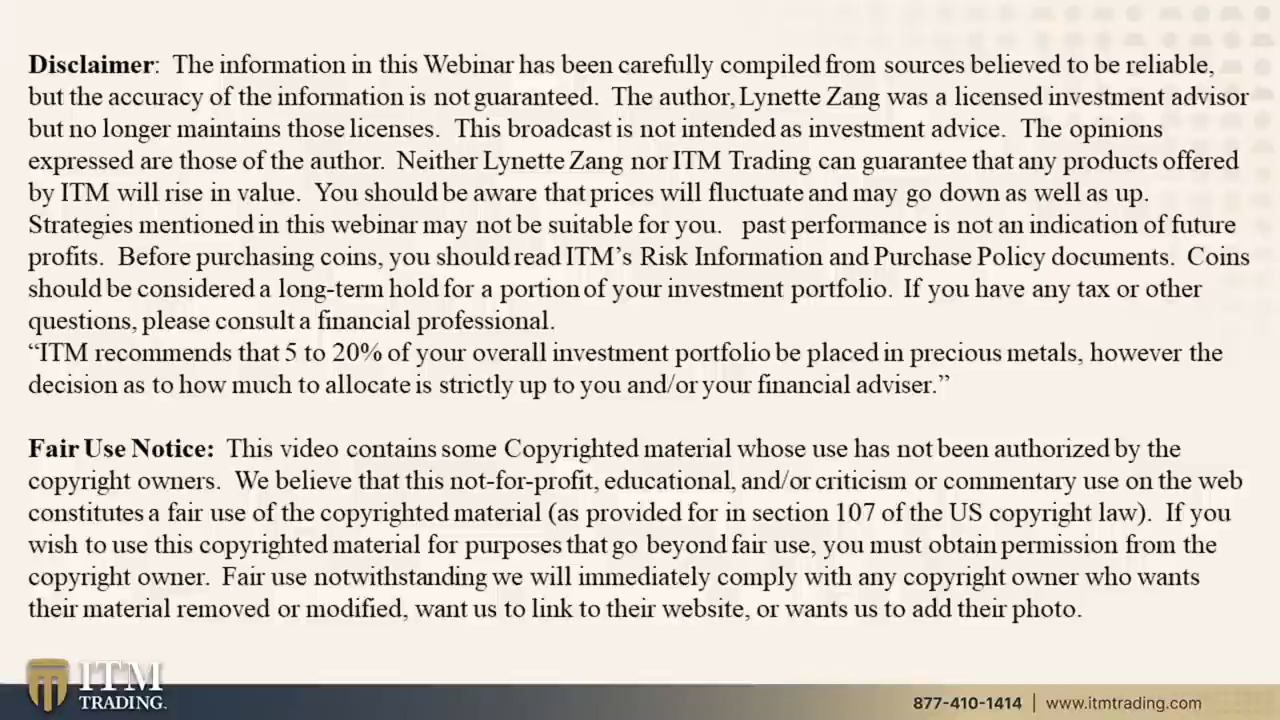 Disclaimer:  The information in this Webinar has been carefully compiled from sources believed to be reliable,
but the accuracy of the information is not guaranteed.  The author, Lynette Zang was a licensed investment advisor
but no longer maintains those licenses.  This broadcast is not intended as investment advice.  The opinions
expressed are those of the author.  Neither Lynette Zang nor ITM Trading can guarantee that any products offered
by ITM will rise in value.  You should be aware that prices will fluctuate and may go down as well as up.
Strategies mentioned in this webinar may not be suitable for you.   past performance is not an indication of future
profits.  Before purchasing coins, you should read ITM's Risk Information and Purchase Policy documents.  Coins
should be considered a long-term hold for a portion of your investment portfolio.  If you have any tax or other
questions, please consult a financial professional.
“ITM recommends that 5 to 20% of your overall investment portfolio be placed in precious metals, however the
decision as to how much to allocate is strictly up to you and/or your financial adviser.”
Fair Use Notice:  This video contains some Copyrighted material whose use has not been authorized by the
copyright owners.  We believe that this not-for-profit, educational, and/or criticism or commentary use on the web
constitutes a fair use of the copyrighted material (as provided for in section 107 of the US copyright law).  If you
wish to use this copyrighted material for purposes that go beyond fair use, you must obtain permission from the
copyright owner.  Fair use notwithstanding we will immediately comply with any copyright owner who wants
their material removed or modified, want us to link to their website, or wants us to add their photo.
ITM
TRADING.
877-410-1414 | www.itmtrading.com